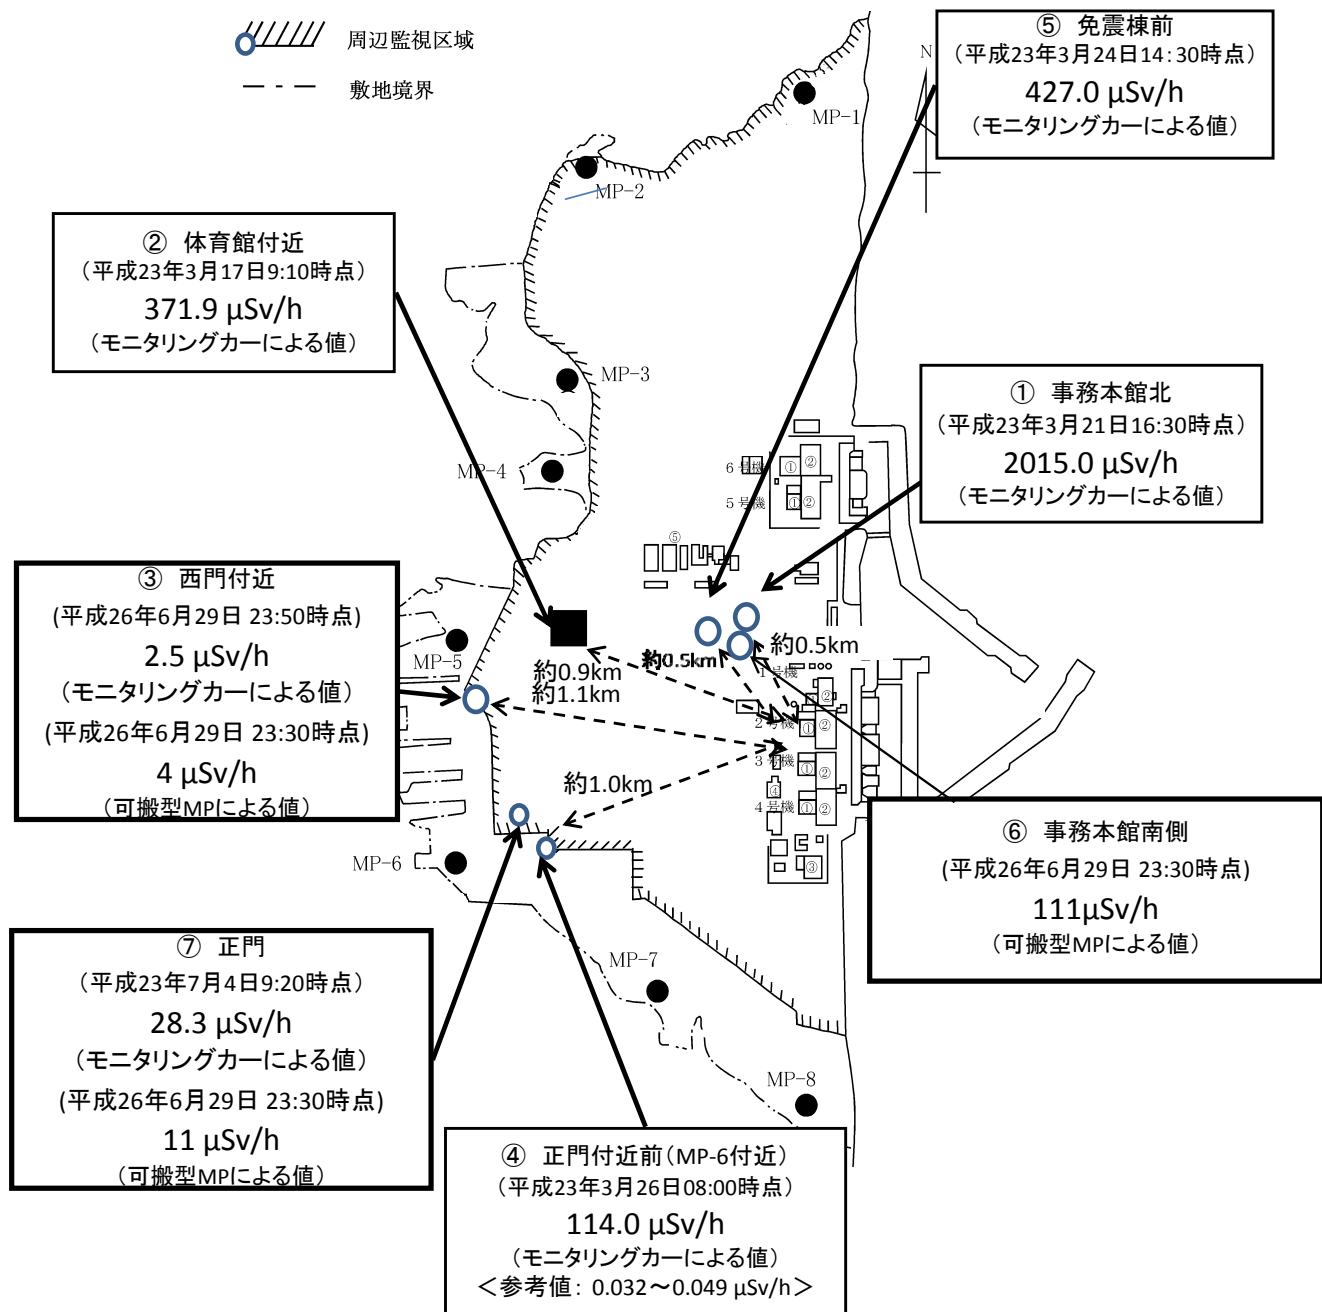 周辺監視区域
敷地境界
⑤ 免震棟前
（平成23年3月24日14:30時点）
427.0 μSv/h
（モニタリングカーによる値）
N
MP-1
MP-2
② 体育館付近
（平成23年3月17日9:10時点）
371.9 μSv/h
（モニタリングカーによる値）
MP-3
① 事務本館北
（平成23年3月21日16:30時点）
2015.0 μSv/h
（モニタリングカーによる値）
MP-4
6号機
① ②
5号機
① ②
⑤
③ 西門付近
(平成26年6月29日 23:50時点)
2.5 μSv/h
（モニタリングカーによる値）
(平成26年6月29日 23:30時点)
4 μSv/h
（可搬型MPによる値）
MP-5
約0.9km
約1.1km
約0.5km
約0.5km
1号機
②
2号機
① ②
3号機
① ②
約1.0km
④
4号機
① ②
③
MP-6
⑥ 事務本館南側
(平成26年6月29日 23:30時点)
111μSv/h
（可搬型MPによる値）
⑦ 正門
（平成23年7月4日9:20時点）
28.3 μSv/h
（モニタリングカーによる値）
(平成26年6月29日 23:30時点)
11 μSv/h
（可搬型MPによる値）
MP-7
MP-8
④ 正門付近前（MP-6付近）
（平成23年3月26日08:00時点）
114.0 μSv/h
（モニタリングカーによる値）
＜参考値： 0.032～0.049 μSv/h＞